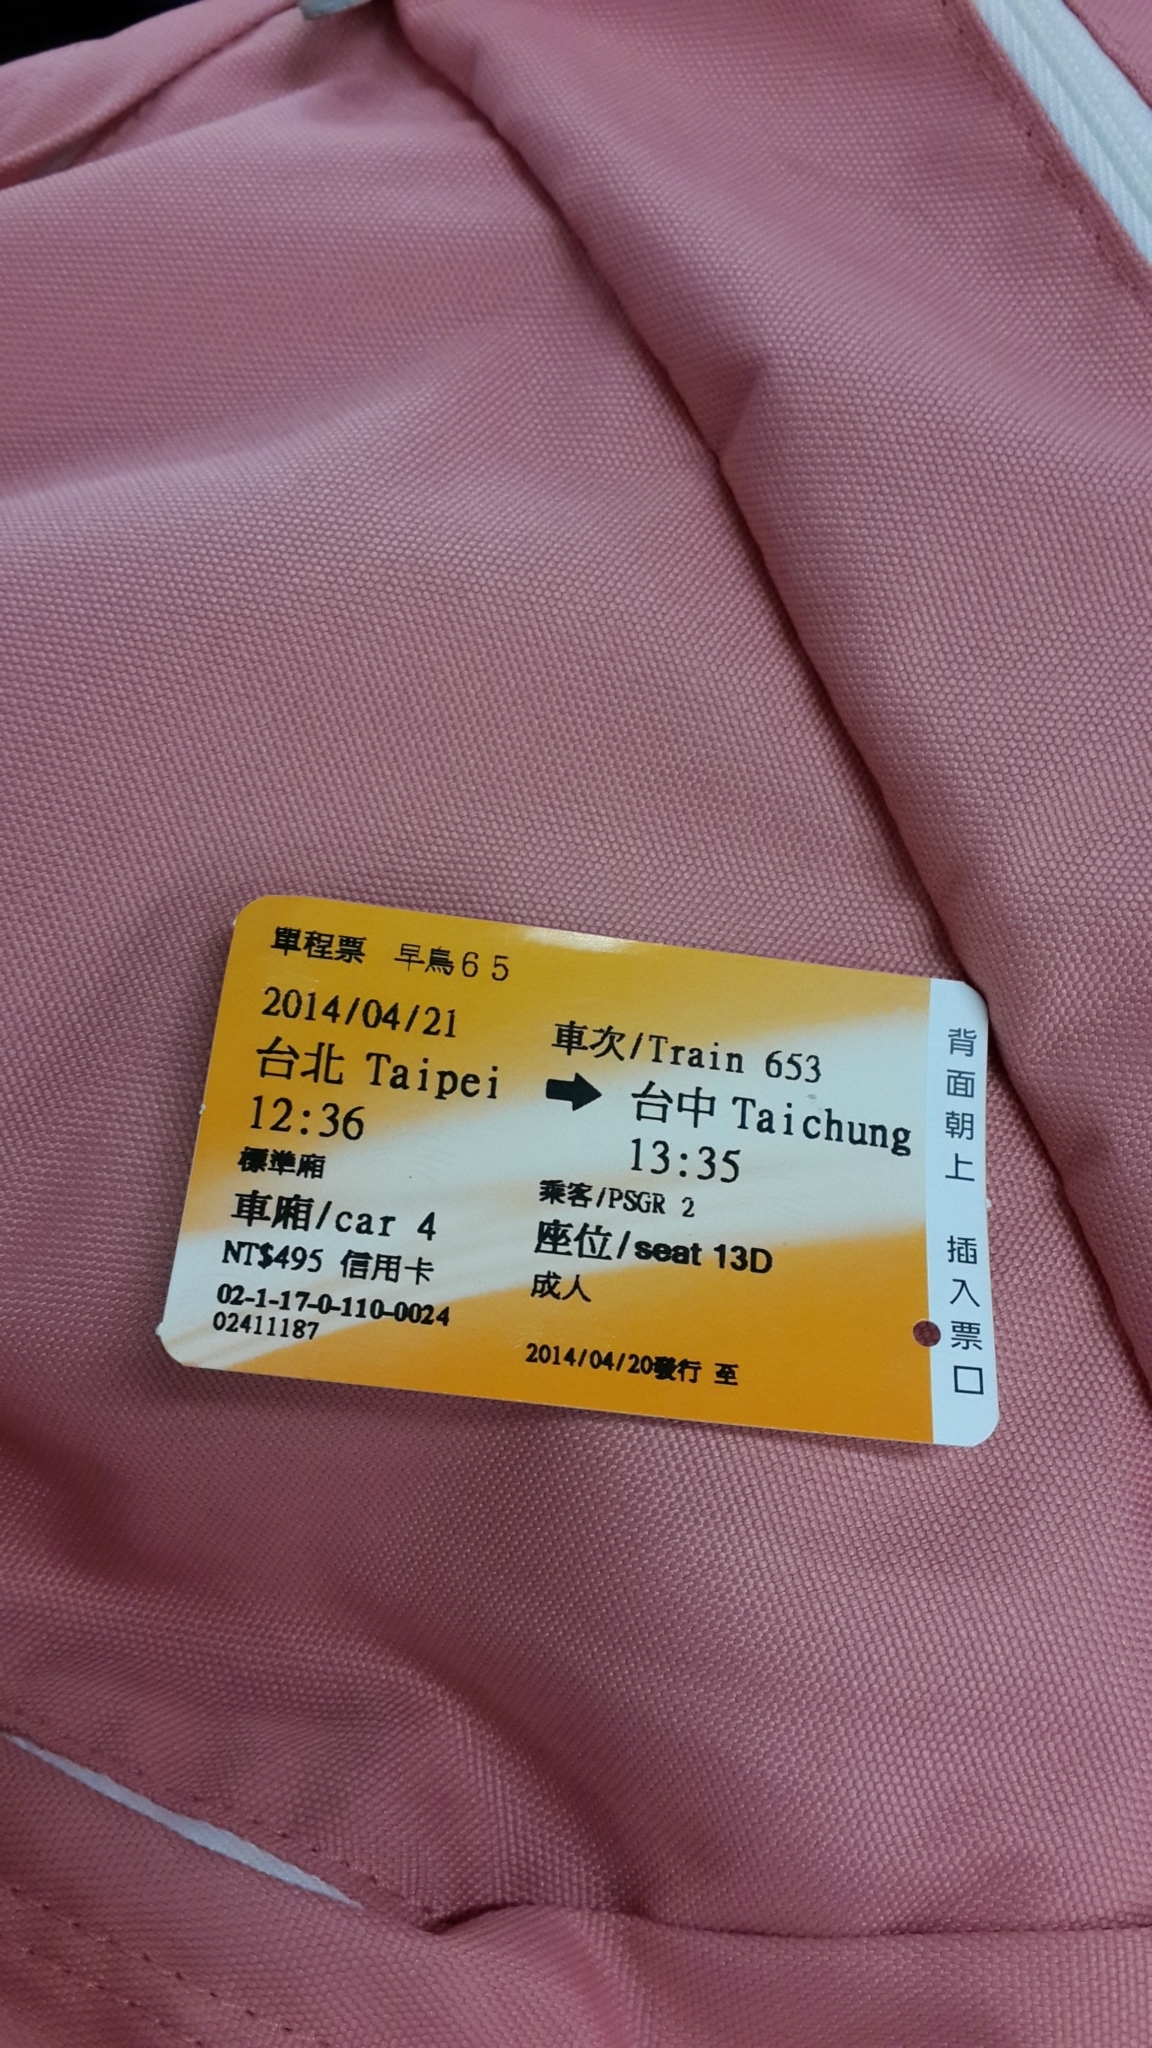 單程票 早鳥65
2014/04/21
車次/Train 653
台北 Taipei → 台中 Taichung
12:36
13:35
標準廂
乘客/PSGR 2
車廂/car 4
座位/seat 13D
NT$495 信用卡
成人
02-1-17-0-110-0024
02411187
2014/04/20發行 至
背面朝上 插入票口